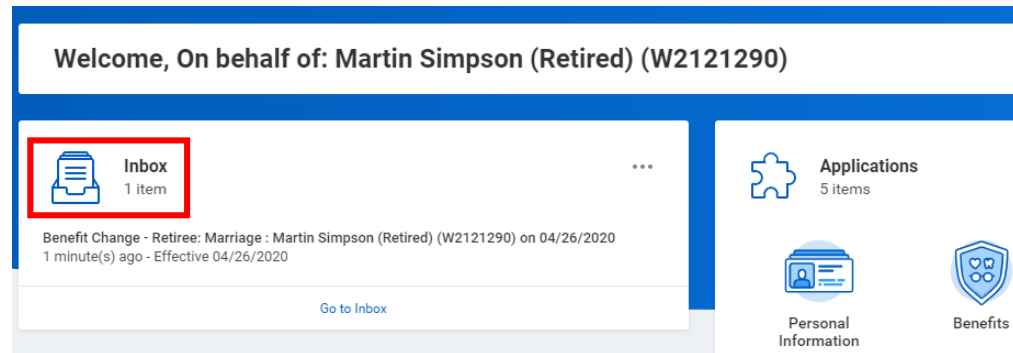 Welcome, On behalf of: Martin Simpson (Retired) (W2121290)
Inbox
1 item
Benefit Change - Retiree: Marriage : Martin Simpson (Retired) (W2121290) on 04/26/2020
1 minute(s) ago - Effective 04/26/2020
Go to Inbox
Applications
5 items
Personal
Information
Benefits